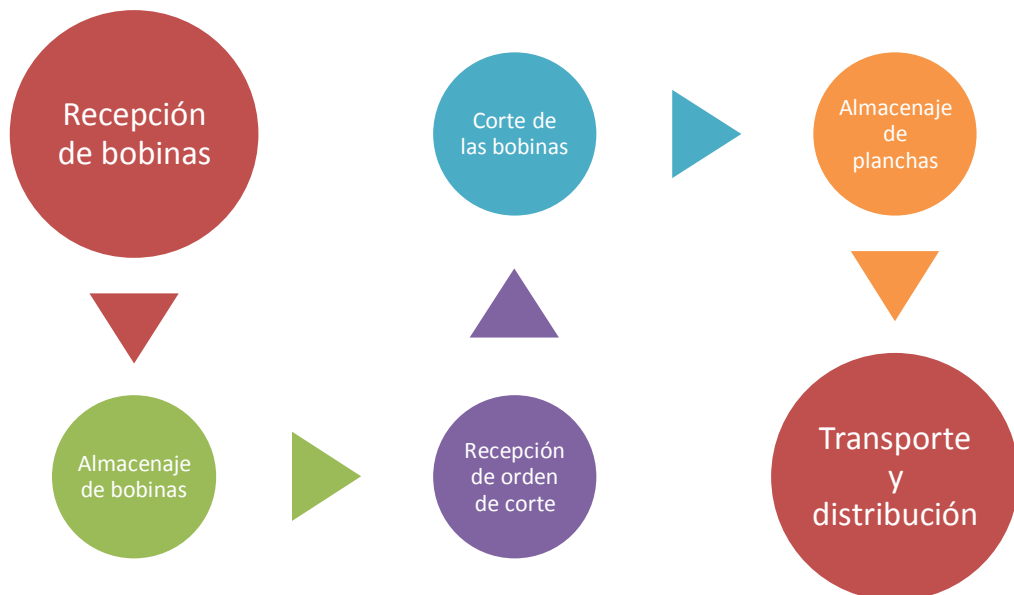 Recepción
de bobinas
Almacenaje
de bobinas
Recepción
de orden
de corte
Corte de
las bobinas
Almacenaje
de
planchas
Transporte
y
distribución